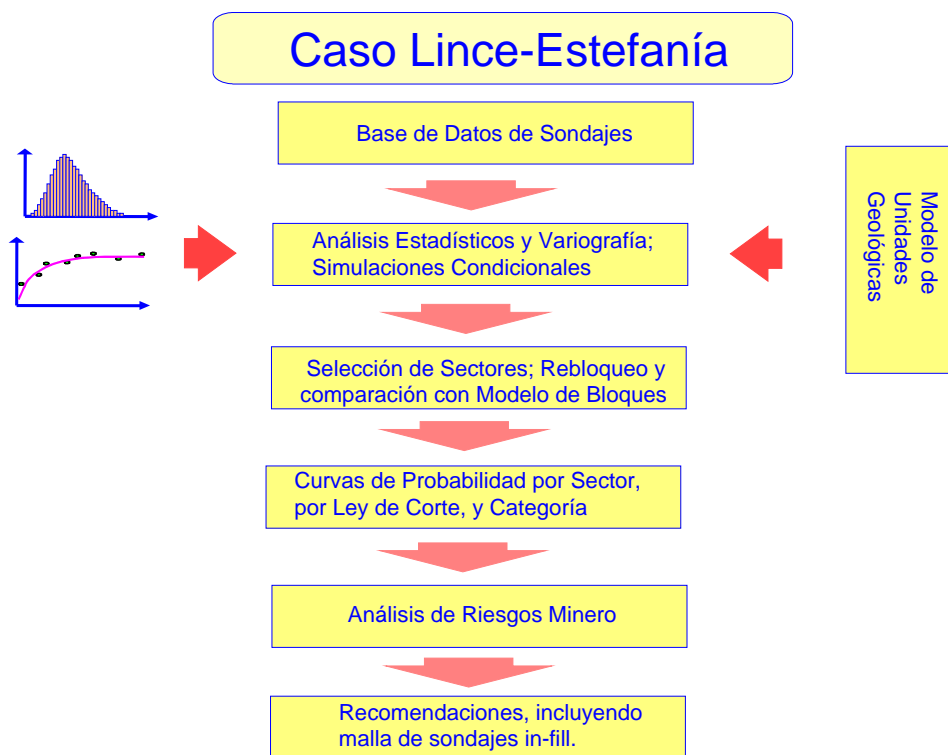 Caso Lince-Estefanía
Base de Datos de Sondajes
Análisis Estadísticos y Variografía;
Simulaciones Condicionales
Modelo de
Unidades
Geológicas
Selección de Sectores; Rebloqueo y
comparación con Modelo de Bloques
Curvas de Probabilidad por Sector,
por Ley de Corte, y Categoría
Análisis de Riesgos Minero
Recomendaciones, incluyendo
malla de sondajes in-fill.